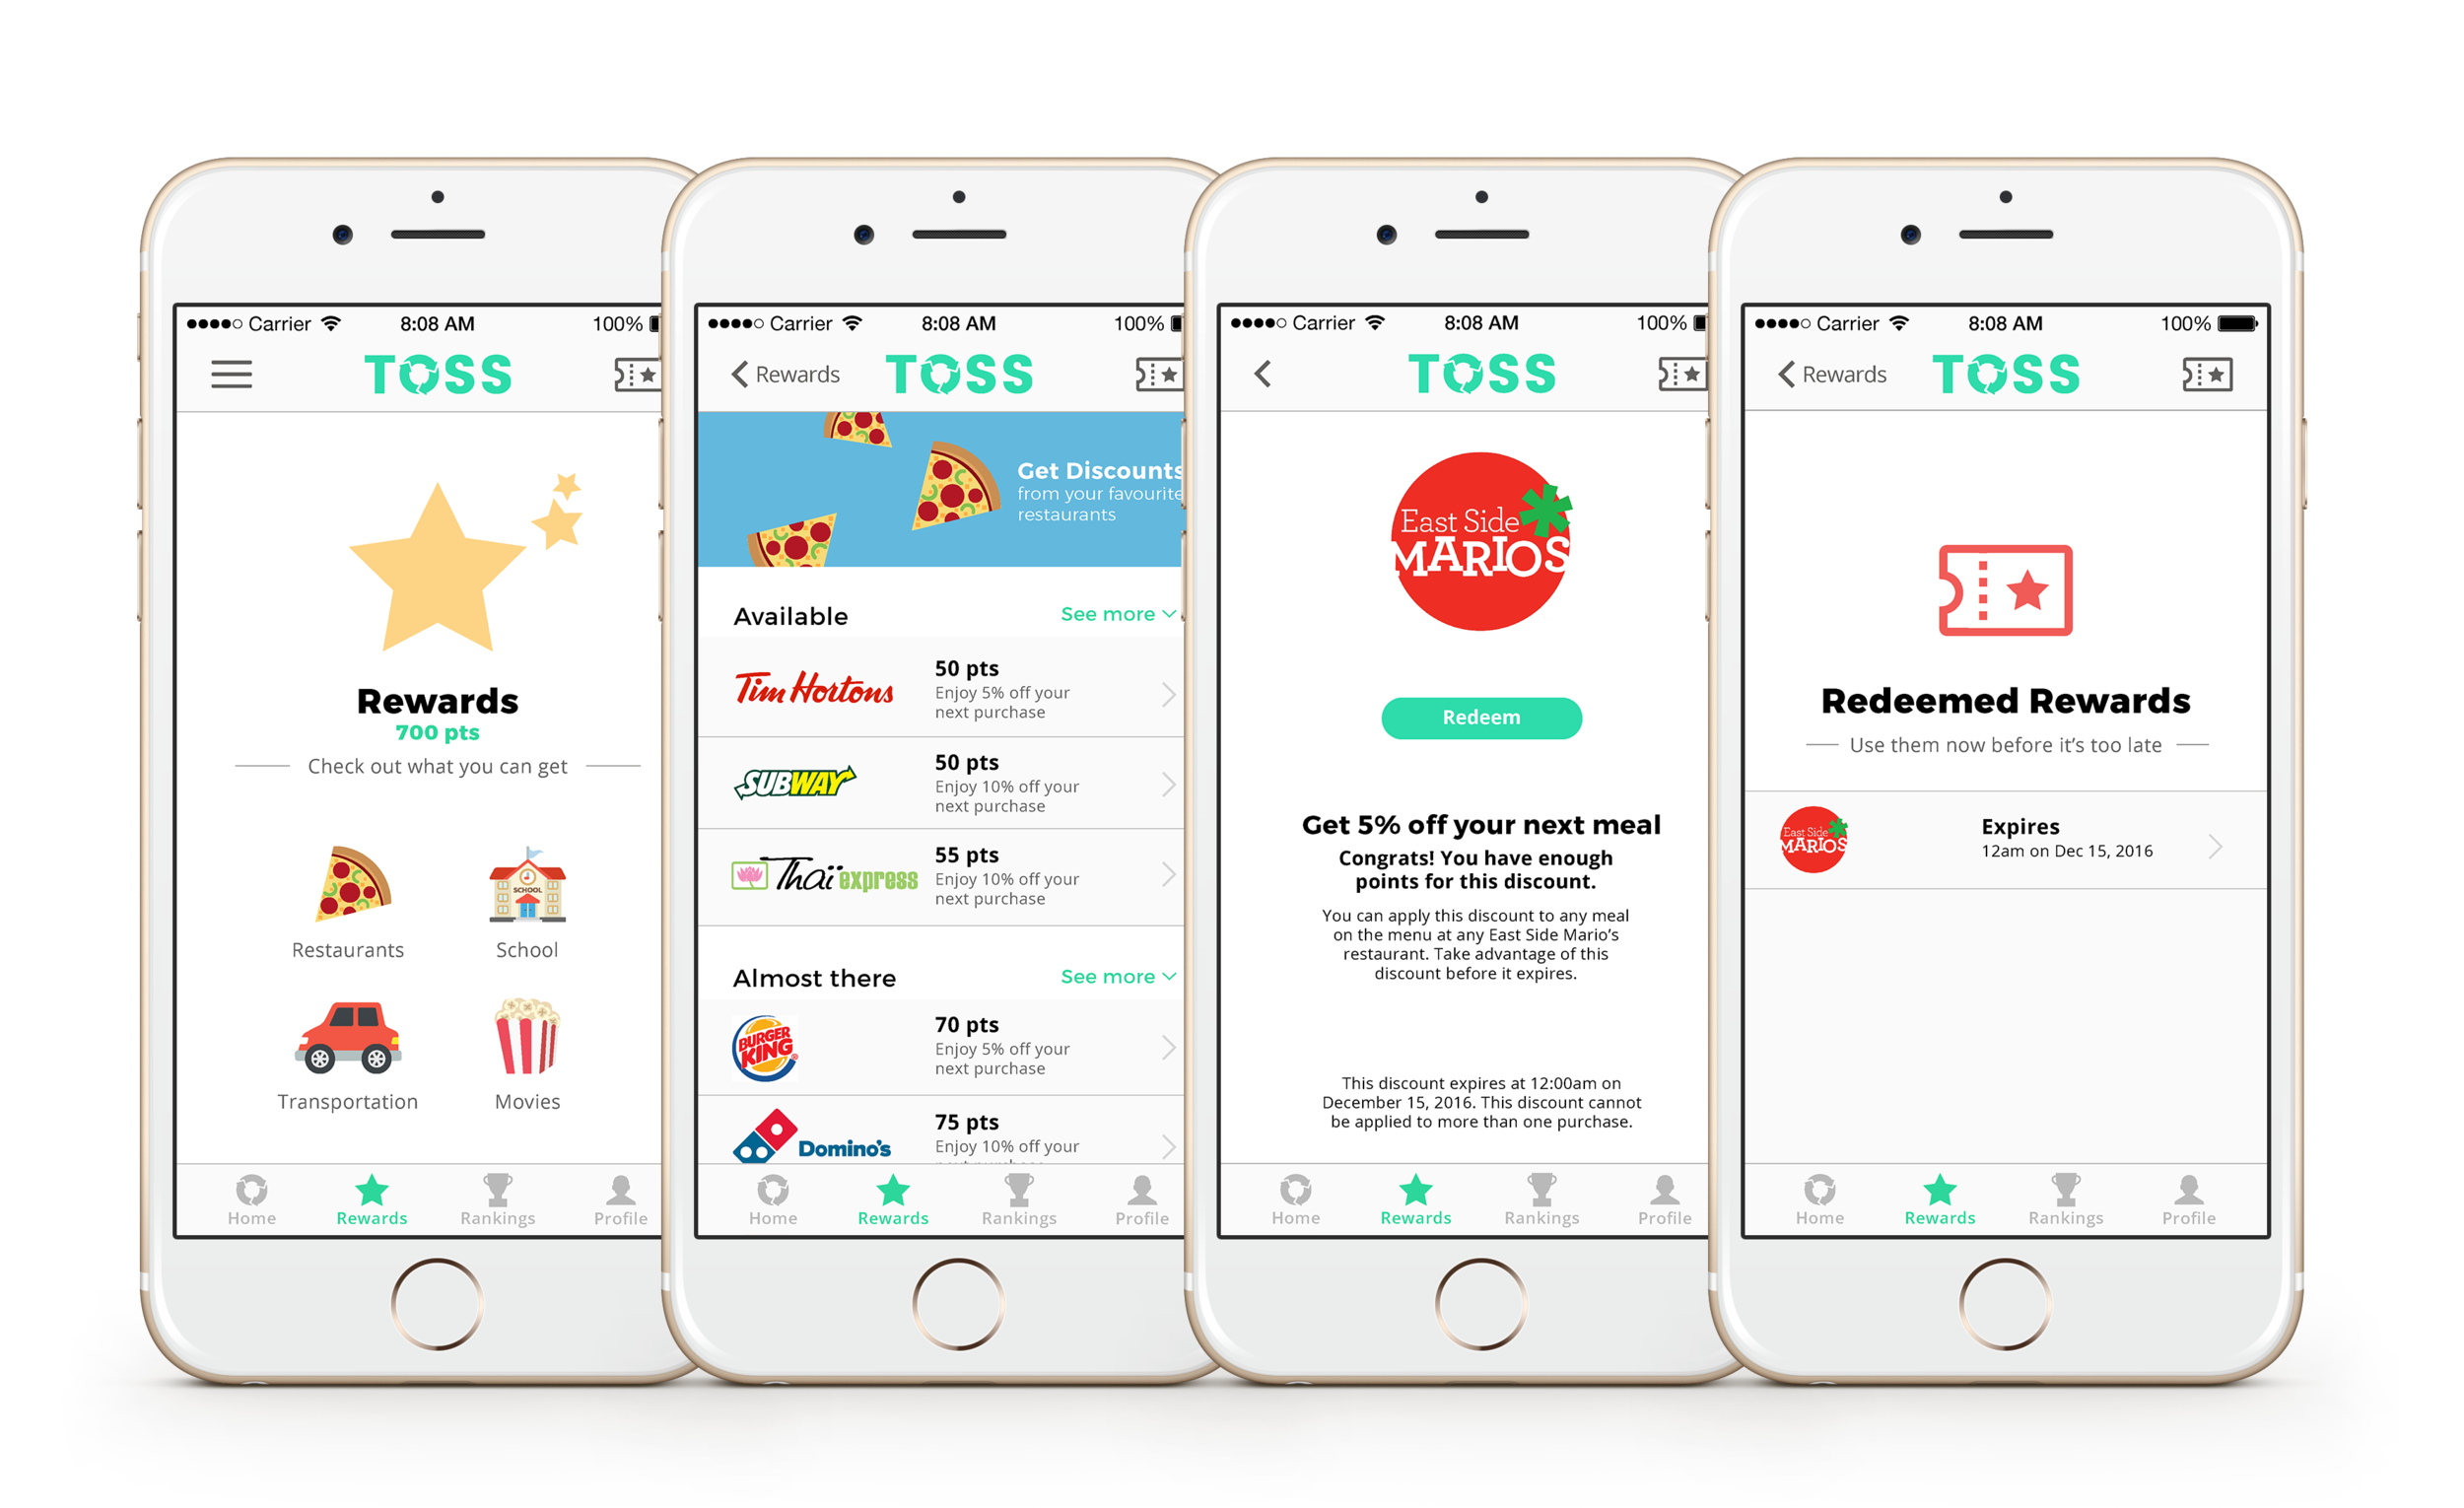 Carrier 8:08 AM 100%
TOSS
Rewards
700 pts
Check out what you can get
SCHOOL
Restaurants School
Transportation Movies
Home Rewards Rankings Profile
Carrier 8:08 AM 100%
Rewards TOSS
Get Discounts
from your favourite
restaurants
Available See more
Tim Hortons
50 pts
Enjoy 5% off your
next purchase
SUBWAY
50 pts
Enjoy 10% off your
next purchase
Thaï express
55 pts
Enjoy 10% off your
next purchase
Almost there See more
BURGER
KING
70 pts
Enjoy 5% off your
next purchase
Domino's
75 pts
Enjoy 10% off your
next purchase
Home Rewards Rankings Profile
Carrier 8:08 AM 100%
TOSS
East Side
MARIOS
Redeem
Get 5% off your next meal
Congrats! You have enough
points for this discount.
You can apply this discount to any meal
on the menu at any East Side Mario's
restaurant. Take advantage of this
discount before it expires.
This discount expires at 12:00am on
December 15, 2016. This discount cannot
be applied to more than one purchase.
Home Rewards Rankings Profile
Carrier 8:08 AM 100%
Rewards TOSS
Redeemed Rewards
Use them now before it's too late
East Side
MARIOS
Expires
12am on Dec 15, 2016
Home Rewards Rankings Profile